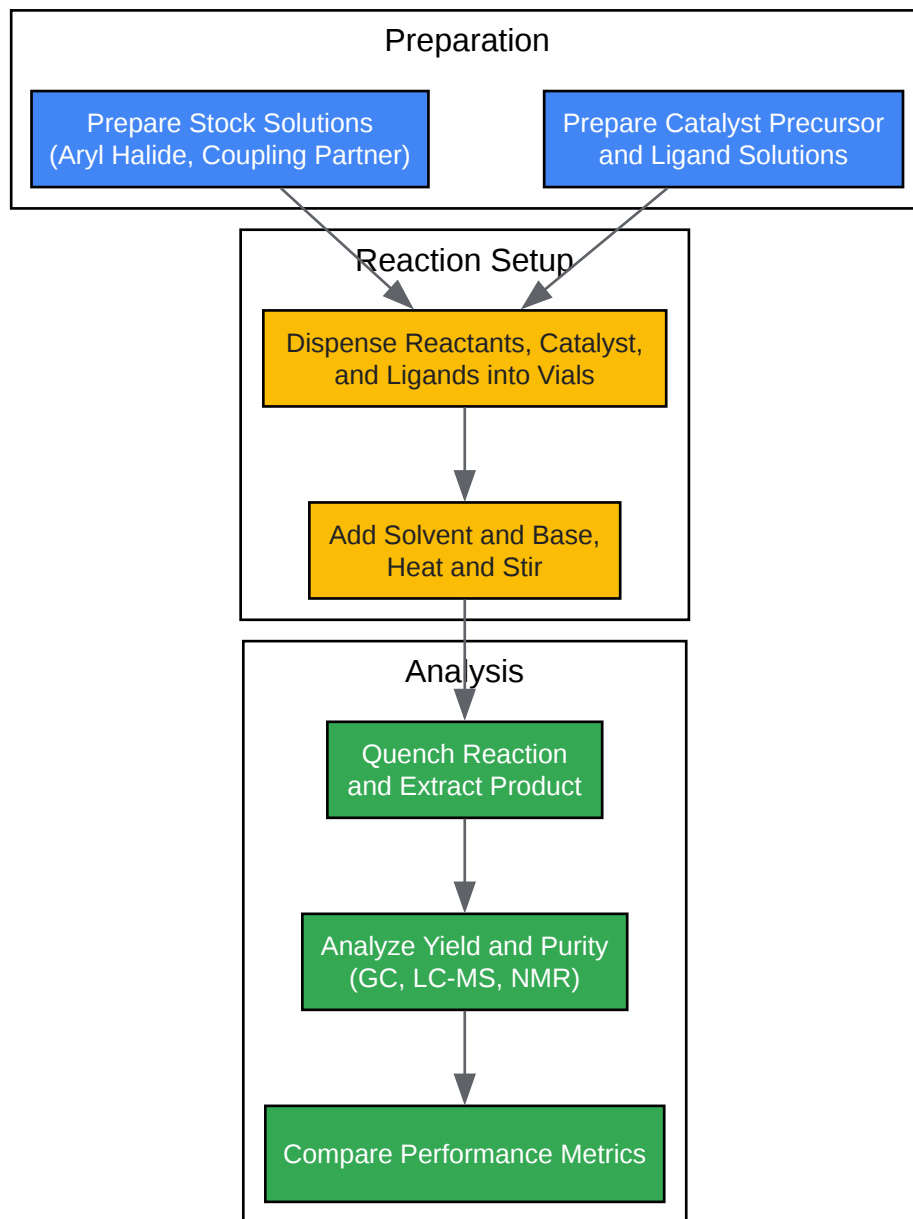 Preparation
Prepare Stock Solutions
(Aryl Halide, Coupling Partner)
Prepare Catalyst Precursor
and Ligand Solutions
Reaction Setup
Dispense Reactants, Catalyst,
and Ligands into Vials
Add Solvent and Base,
Heat and Stir
Analysis
Quench Reaction
and Extract Product
Analyze Yield and Purity
(GC, LC-MS, NMR)
Compare Performance Metrics